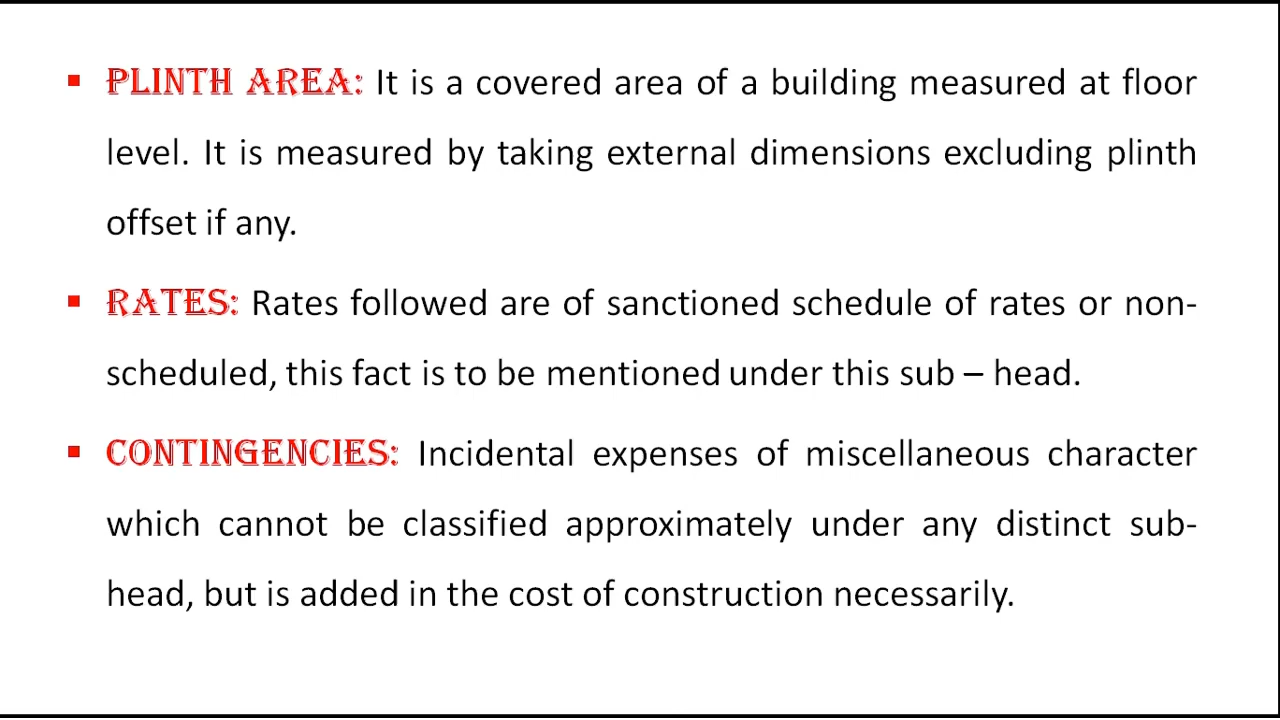 ▪ PLINTH AREA: It is a covered area of a building measured at floor
level. It is measured by taking external dimensions excluding plinth
offset if any.
▪ RATES: Rates followed are of sanctioned schedule of rates or non-
scheduled, this fact is to be mentioned under this sub – head.
▪ CONTINGENCIES: Incidental expenses of miscellaneous character
which cannot be classified approximately under any distinct sub-
head, but is added in the cost of construction necessarily.